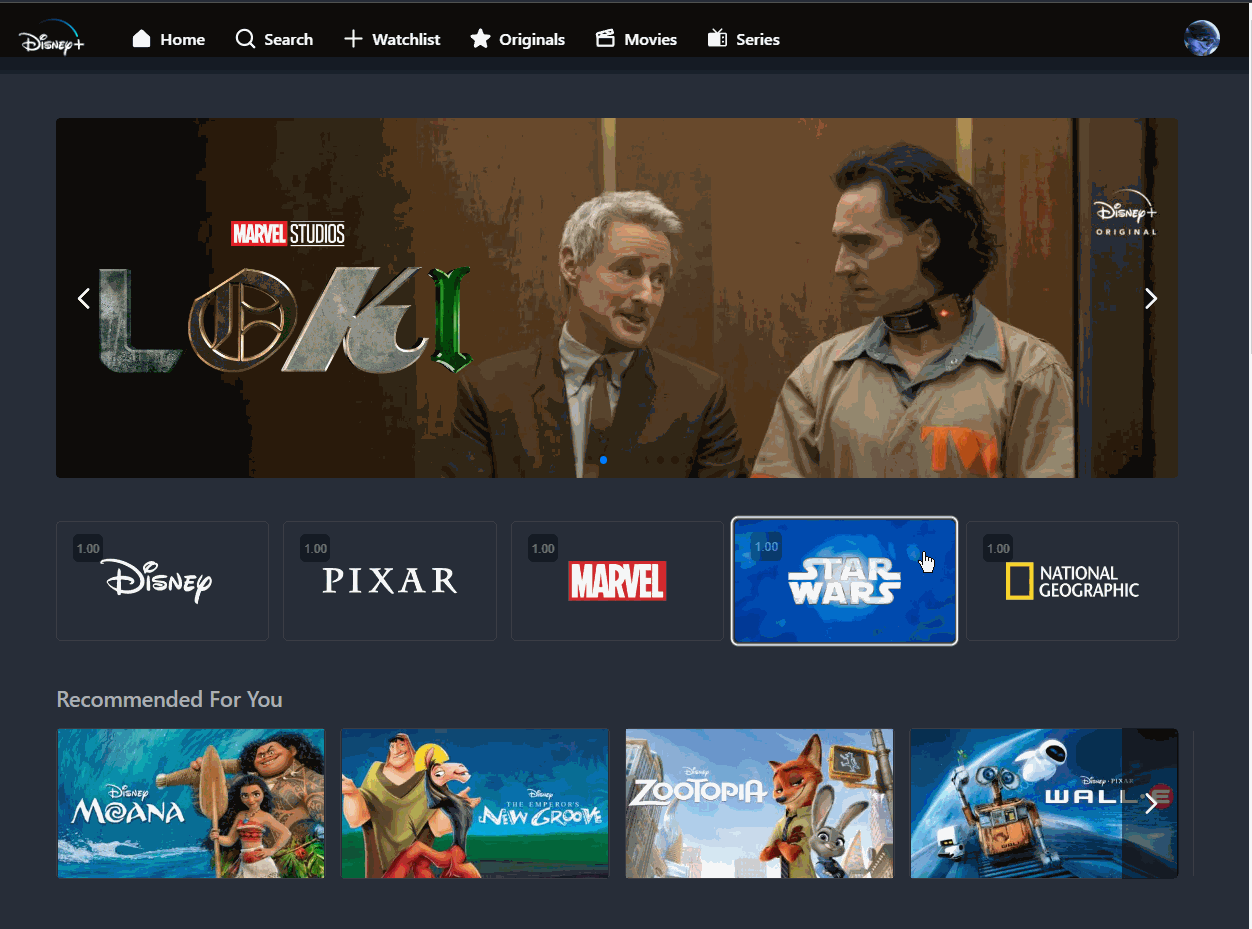 Disney+
Home
Search
Watchlist
Originals
Movies
Series
MARVEL STUDIOS
LOKI
Disney+
ORIGINAL
1.00
Disney
1.00
PIXAR
1.00
MARVEL
1.00
STAR
WARS
1.00
NATIONAL
GEOGRAPHIC
Recommended For You
Disney
MOANA
Disney
THE EMPEROR'S
NEW GROOVE
Disney
ZOOTOPIA
Disney · PIXAR
WALL·E